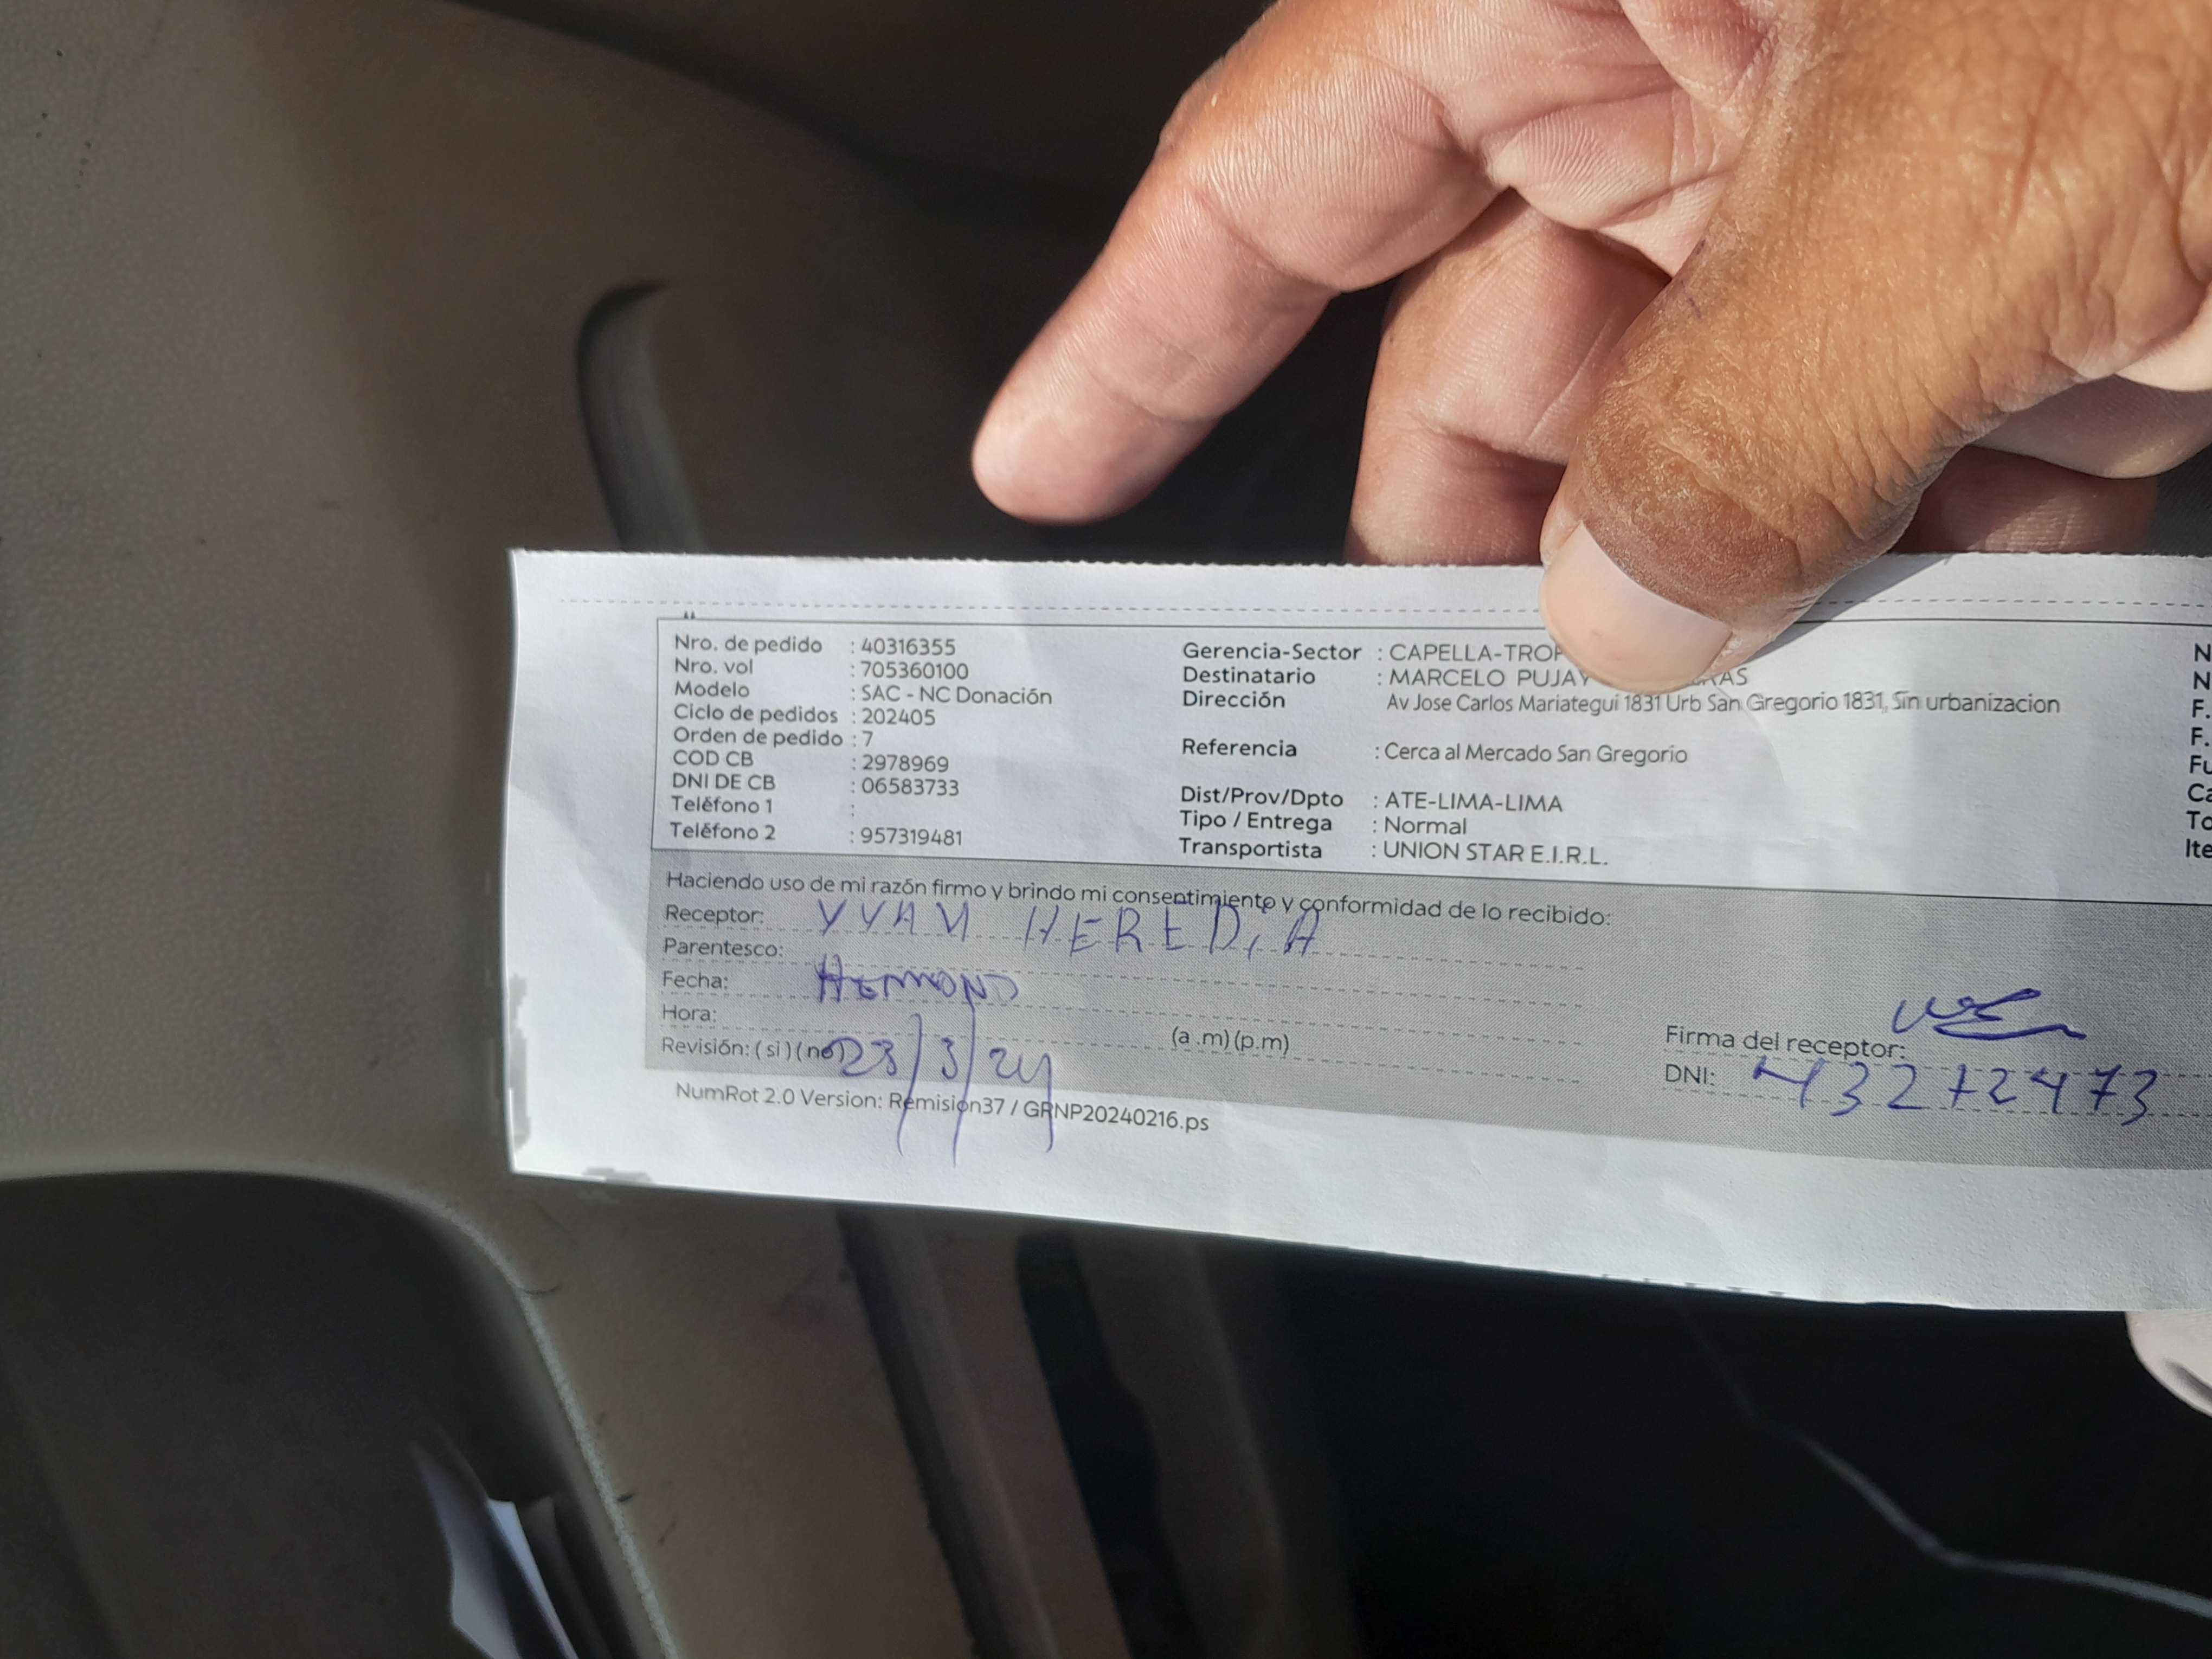 Nro. de pedido : 40316355
Nro. vol : 705360100
Modelo : SAC - NC Donación
Ciclo de pedidos : 202405
Orden de pedido : 7
COD CB : 2978969
DNI DE CB : 06583733
Teléfono 1 :
Teléfono 2 : 957319481
Gerencia-Sector : CAPELLA-TROP
Destinatario : MARCELO PUJAY
Dirección Av Jose Carlos Mariategui 1831 Urb San Gregorio 1831, Sin urbanizacion
Referencia : Cerca al Mercado San Gregorio
Dist/Prov/Dpto : ATE-LIMA-LIMA
Tipo / Entrega : Normal
Transportista : UNION STAR E.I.R.L.
N
N
F.
F.
Fu
Ca
To
Ite
Haciendo uso de mi razón firmo y brindo mi consentimiento y conformidad de lo recibido:
Receptor: YVAN HEREDIA
Parentesco:
Fecha:
Hora: (a .m) (p.m)
Revisión: ( si ) ( no) 23/3/24
Firma del receptor:
DNI: 43272473
NumRot 2.0 Version: Remision37 / GRNP20240216.ps